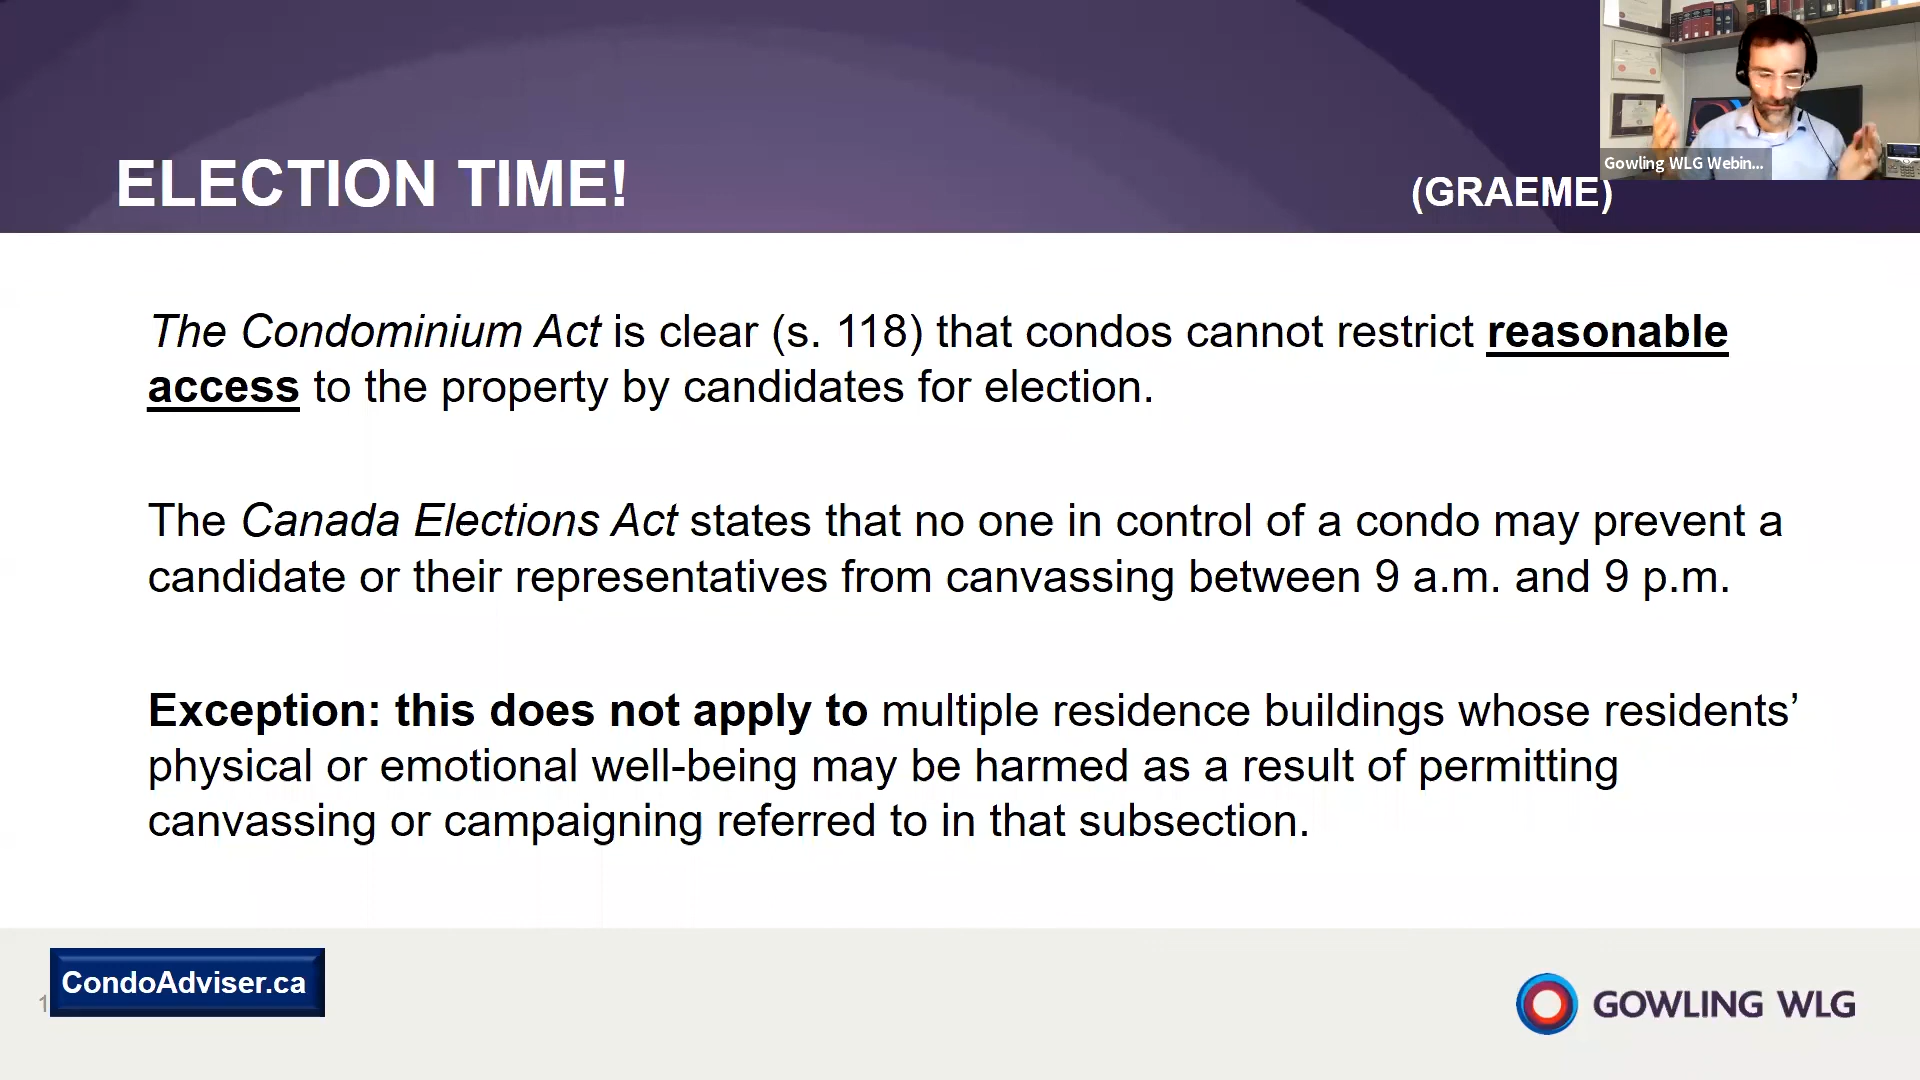 Gowling WLG Webin...
ELECTION TIME!
(GRAEME)
The Condominium Act is clear (s. 118) that condos cannot restrict reasonable
access to the property by candidates for election.
The Canada Elections Act states that no one in control of a condo may prevent a
candidate or their representatives from canvassing between 9 a.m. and 9 p.m.
Exception: this does not apply to multiple residence buildings whose residents’
physical or emotional well-being may be harmed as a result of permitting
canvassing or campaigning referred to in that subsection.
1
CondoAdviser.ca
GOWLING WLG